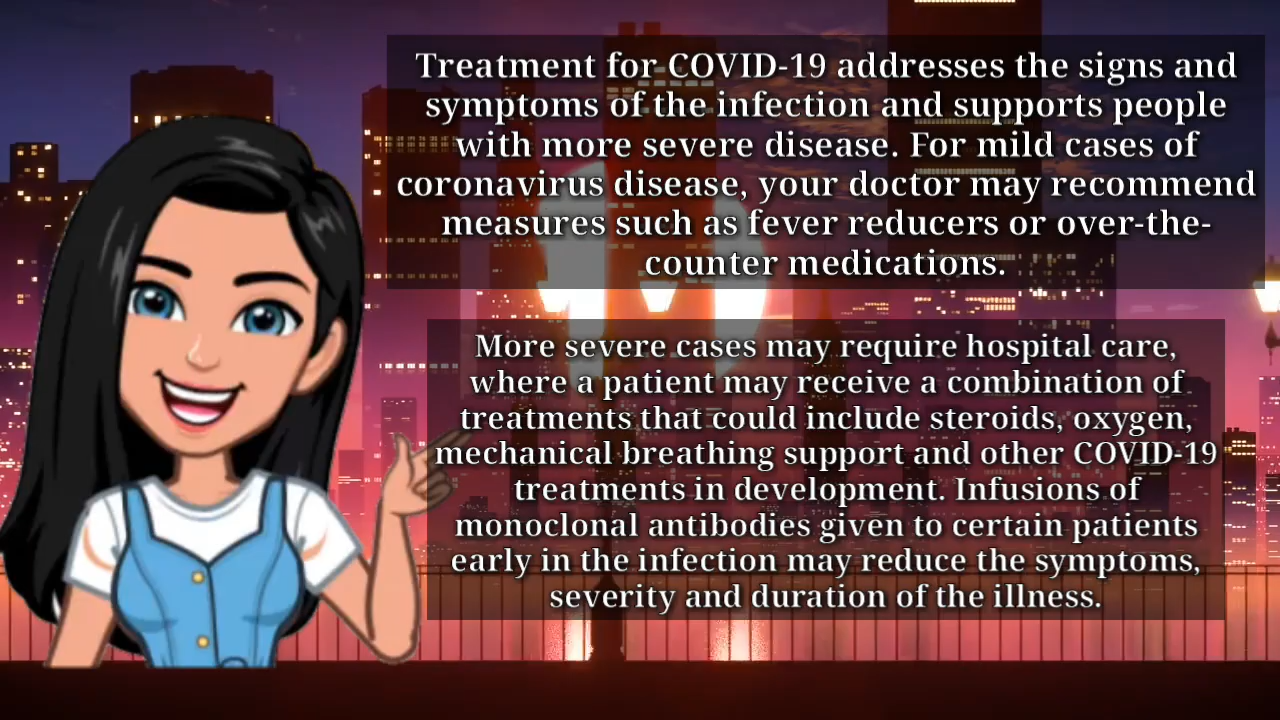 Treatment for COVID-19 addresses the signs and
symptoms of the infection and supports people
with more severe disease. For mild cases of
coronavirus disease, your doctor may recommend
measures such as fever reducers or over-the-
counter medications.
More severe cases may require hospital care,
where a patient may receive a combination of
treatments that could include steroids, oxygen,
mechanical breathing support and other COVID-19
treatments in development. Infusions of
monoclonal antibodies given to certain patients
early in the infection may reduce the symptoms,
severity and duration of the illness.